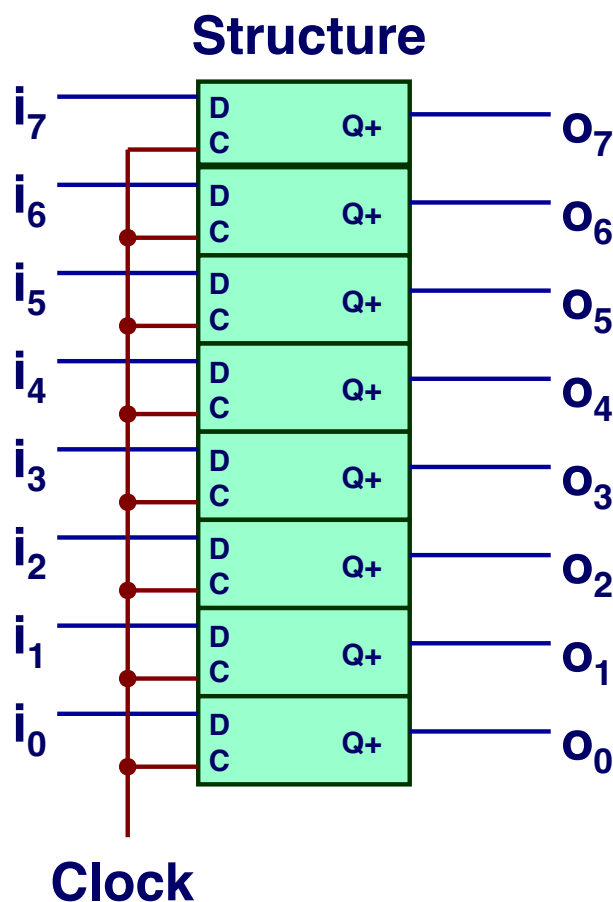 Structure
i7 D Q+ o7
C
i6 D Q+ o6
C
i5 D Q+ o5
C
i4 D Q+ o4
C
i3 D Q+ o3
C
i2 D Q+ o2
C
i1 D Q+ o1
C
i0 D Q+ o0
C
Clock